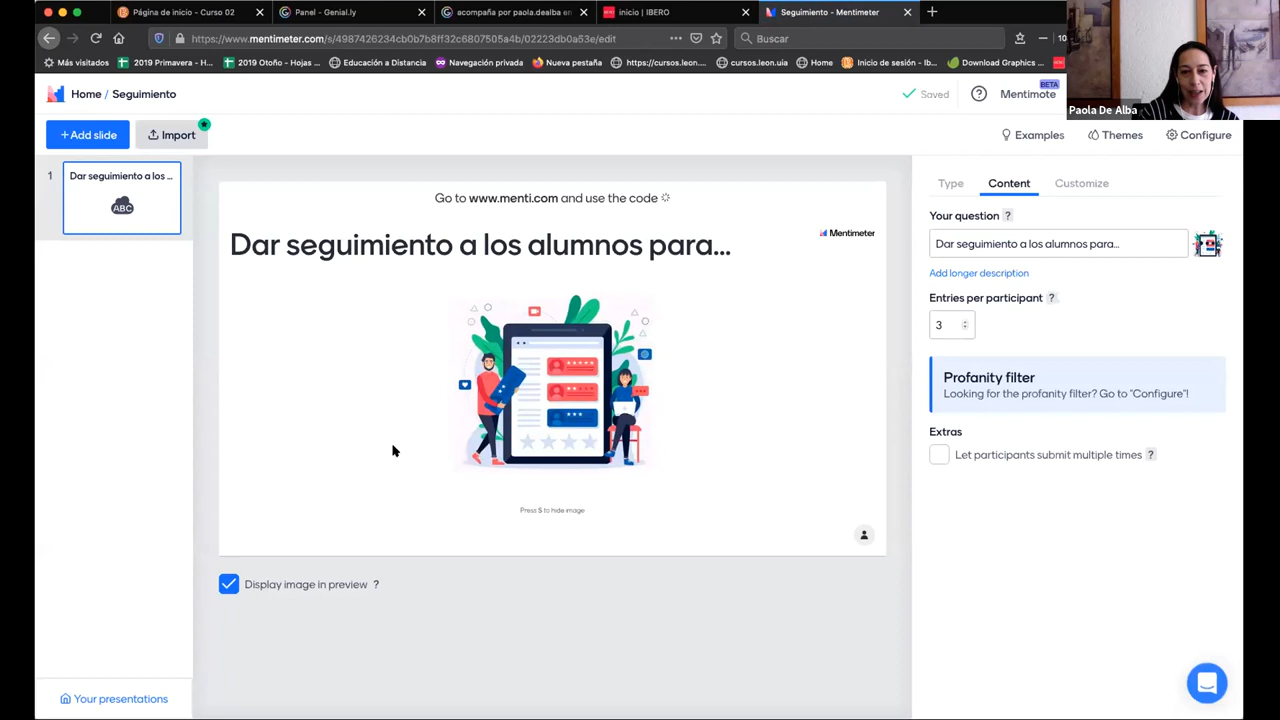 Página de inicio - Curso 02
Panel - Genial.ly
acompaña por paola.dealba en
inicio | IBERO
Seguimiento - Mentimeter
https://www.mentimeter.com/s/4987426234cb0b7b8ff32c6807505a4b/02223db0a53e/edit
Buscar
Más visitados
2019 Primavera - H...
2019 Otoño - Hojas ...
Educación a Distancia
Navegación privada
Nueva pestaña
https://cursos.leon.u...
cursos.leon.uia
Home
Inicio de sesión - Ib...
Download Graphics ...
Paola De Alba
Home / Seguimiento
Saved
Mentimote
BETA
+Add slide
Import
Examples
Themes
Configure
1
Dar seguimiento a los ...
ABC
Go to www.menti.com and use the code
Dar seguimiento a los alumnos para...
Mentimeter
Press S to hide image
Display image in preview ?
Type
Content
Customize
Your question ?
Dar seguimiento a los alumnos para...
Add longer description
Entries per participant ?
3
Profanity filter
Looking for the profanity filter? Go to "Configure"!
Extras
Let participants submit multiple times ?
Your presentations